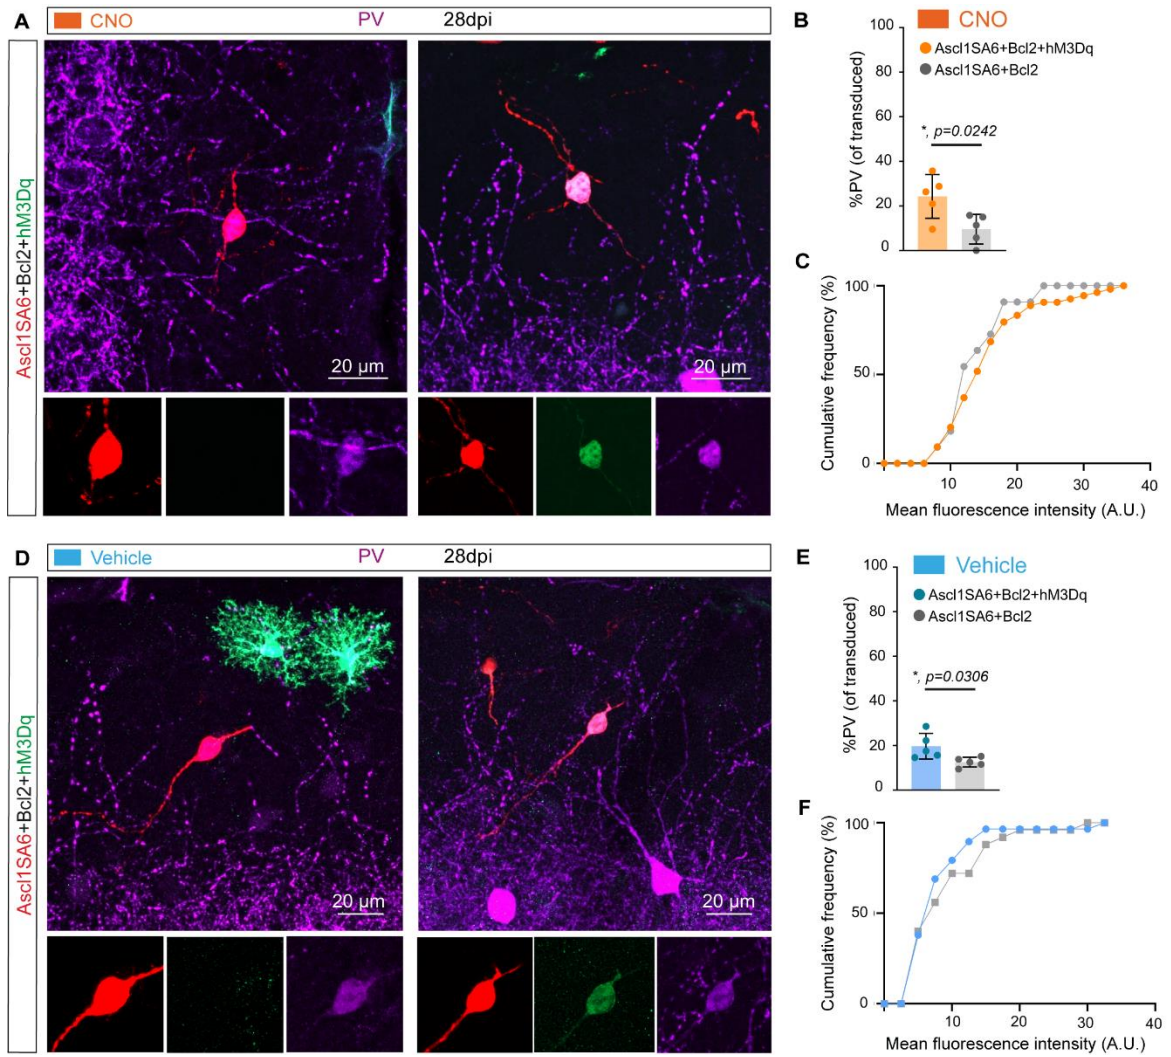 A
CNO
PV
28dpi
Ascl1SA6+Bcl2+hM3Dq
20 µm
20 µm
B
CNO
Ascl1SA6+Bcl2+hM3Dq
Ascl1SA6+Bcl2
%PV (of transduced)
100
80
60
40
20
0
*, p=0.0242
C
Cumulative frequency (%)
100
50
0
10
20
30
40
Mean fluorescence intensity (A.U.)
D
Vehicle
PV
28dpi
Ascl1SA6+Bcl2+hM3Dq
20 µm
20 µm
E
Vehicle
Ascl1SA6+Bcl2+hM3Dq
Ascl1SA6+Bcl2
%PV (of transduced)
100
80
60
40
20
0
*, p=0.0306
F
Cumulative frequency (%)
100
50
0
10
20
30
40
Mean fluorescence intensity (A.U.)